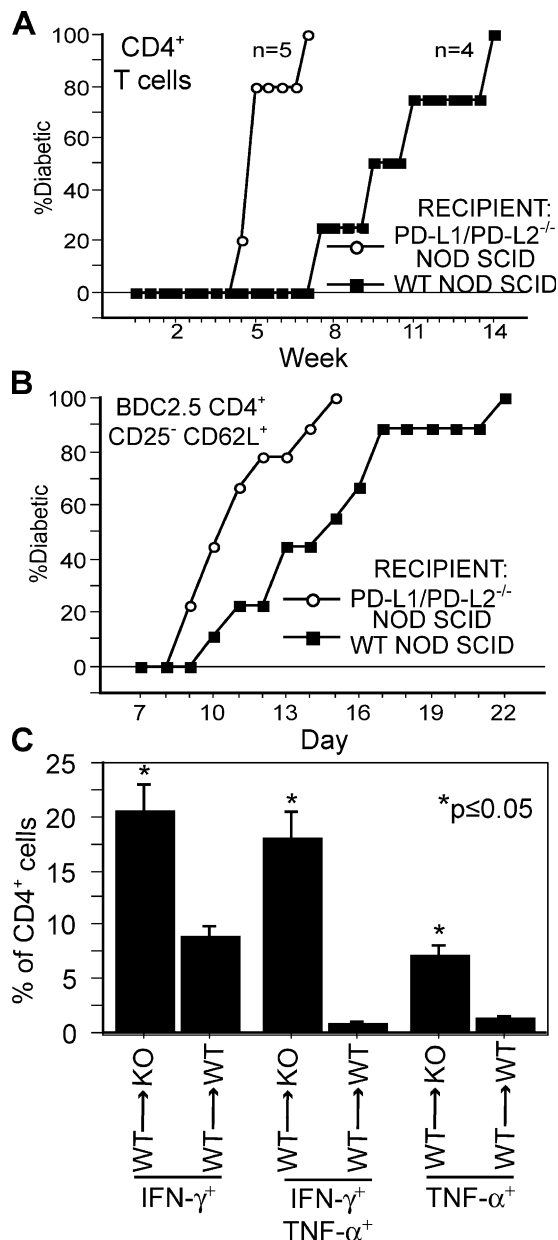 A
CD4+
T cells
n=5
n=4
100
80
60
40
20
0
%Diabetic
RECIPIENT:
PD-L1/PD-L2-/-
NOD SCID
WT NOD SCID
2
5
8
11
14
Week
B
BDC2.5 CD4+
CD25- CD62L+
100
80
60
40
20
0
%Diabetic
RECIPIENT:
PD-L1/PD-L2-/-
NOD SCID
WT NOD SCID
7
10
13
16
19
22
Day
C
25
20
15
10
5
0
% of CD4+ cells
*
*
*
*p≤0.05
WT→KO
WT→WT
WT→KO
WT→WT
WT→KO
WT→WT
IFN-γ+
IFN-γ+
TNF-α+
TNF-α+